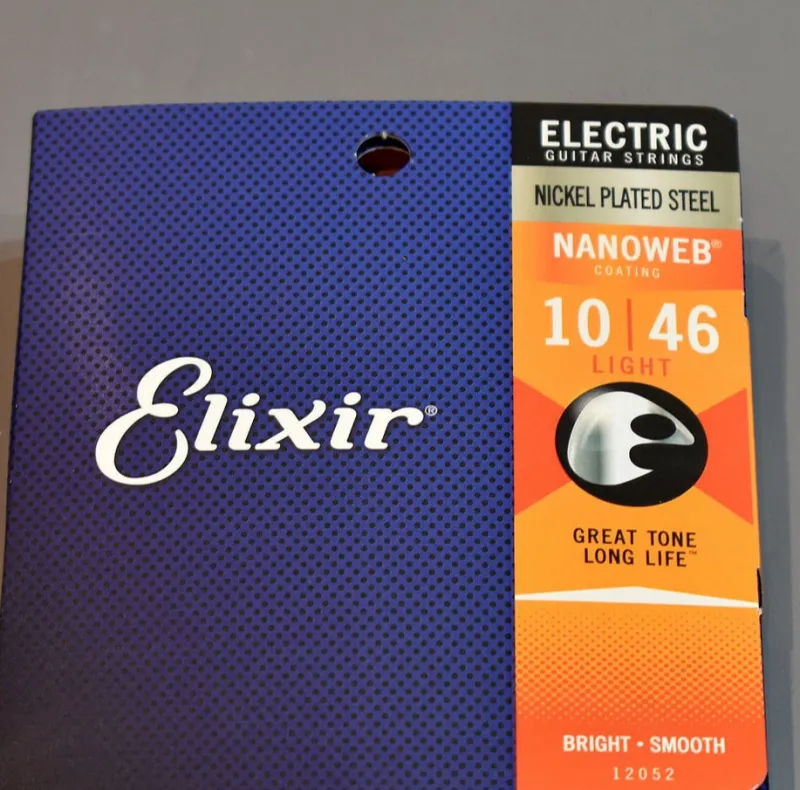 ELECTRIC
GUITAR STRINGS
NICKEL PLATED STEEL
NANOWEB®
COATING
10 | 46
LIGHT
Elixir®
GREAT TONE
LONG LIFE™
BRIGHT • SMOOTH
12052